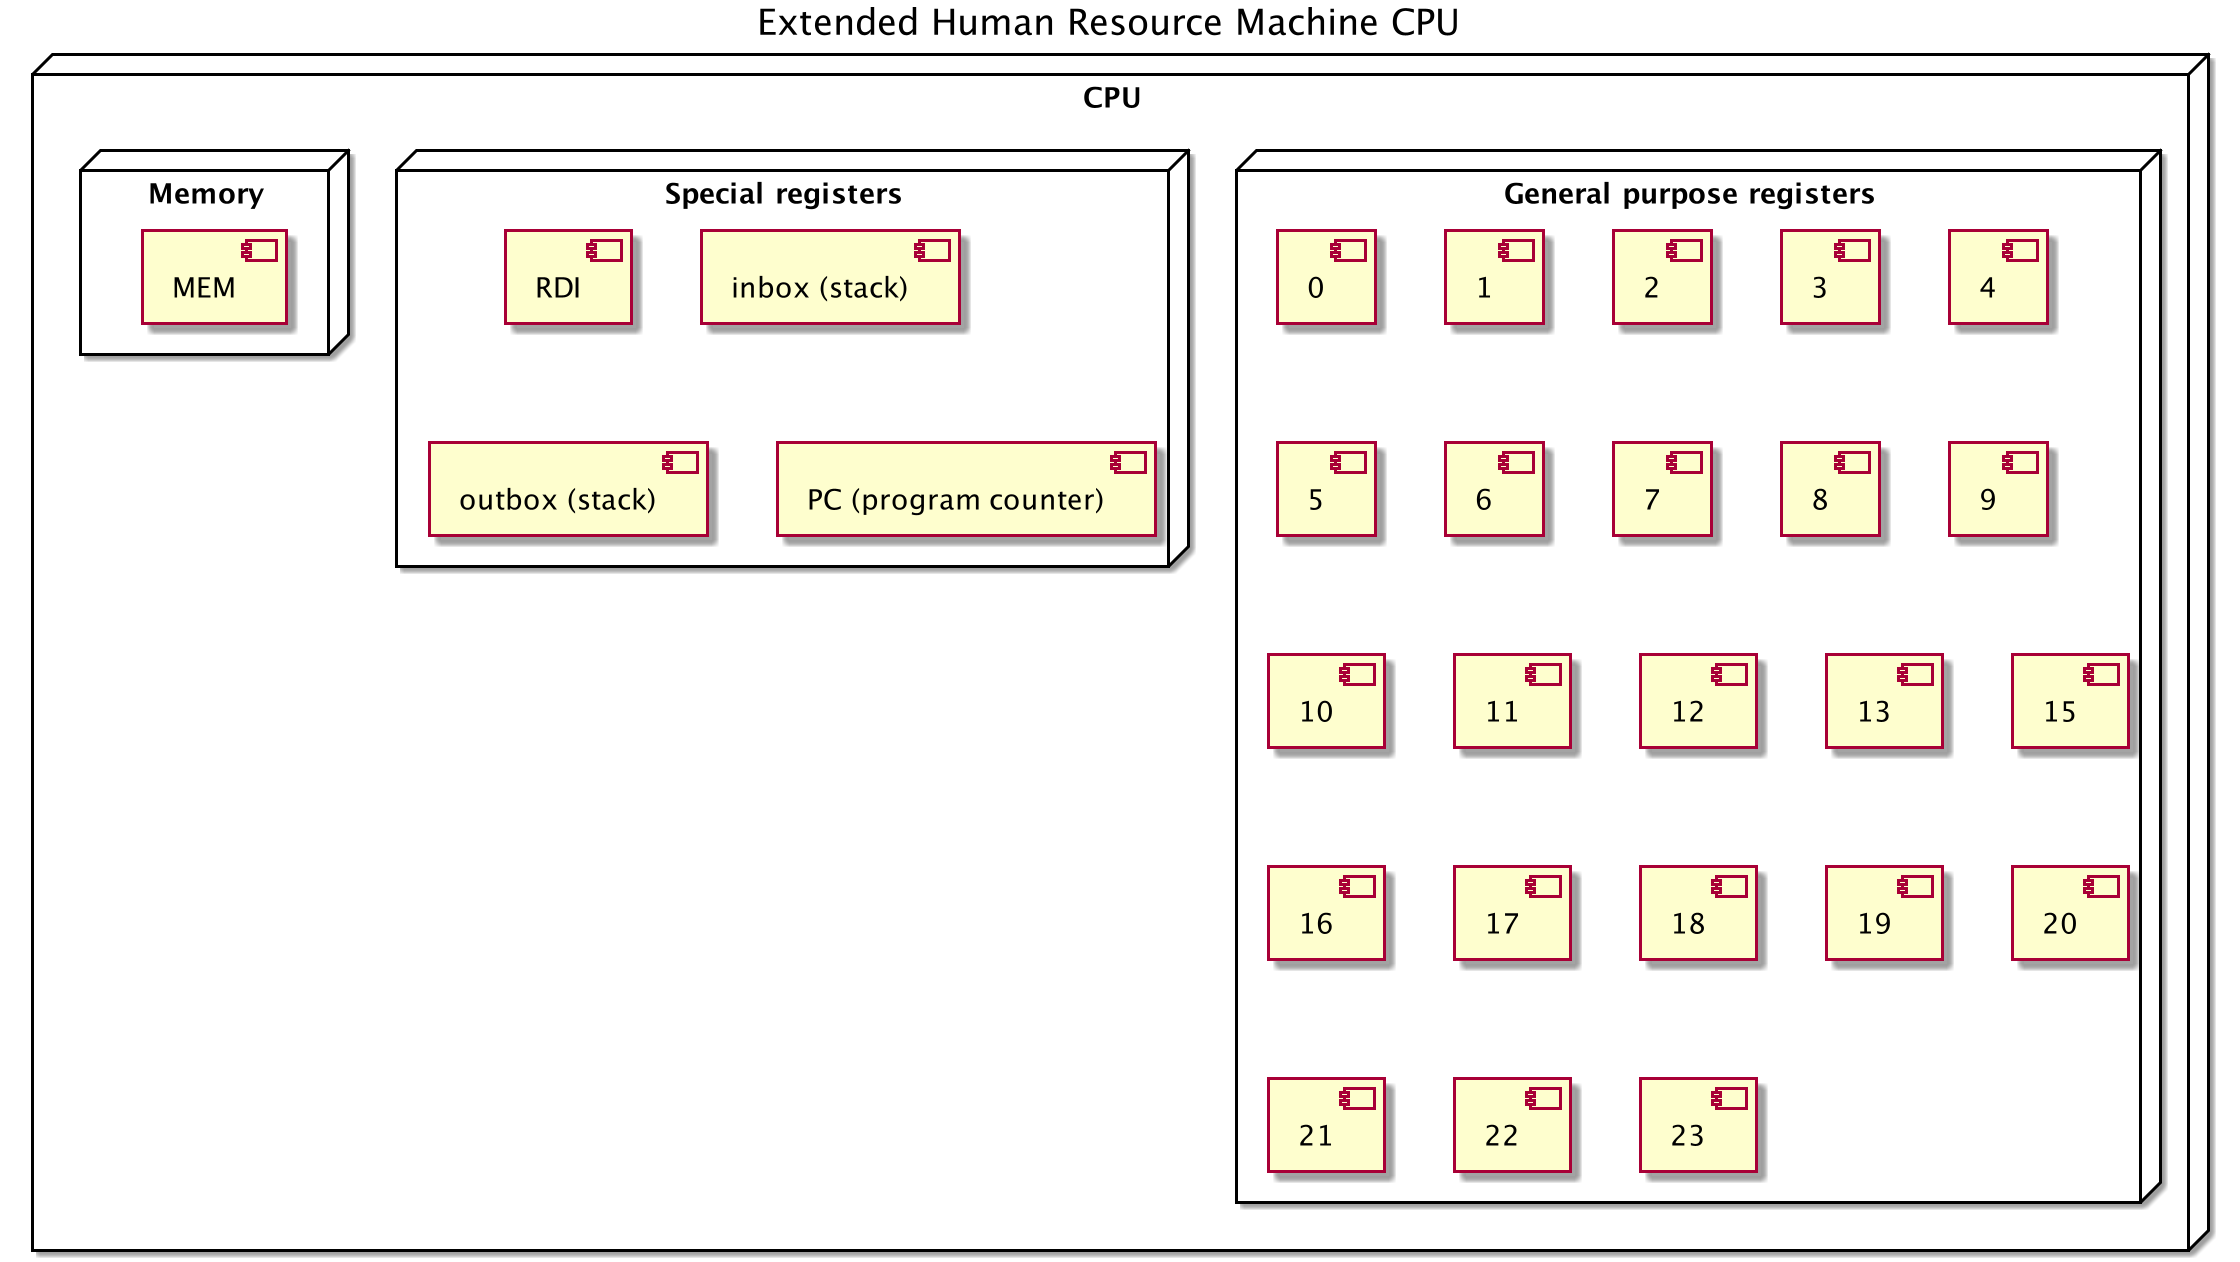 Extended Human Resource Machine CPU
CPU
Memory
MEM
Special registers
RDI
inbox (stack)
outbox (stack)
PC (program counter)
General purpose registers
0
1
2
3
4
5
6
7
8
9
10
11
12
13
15
16
17
18
19
20
21
22
23